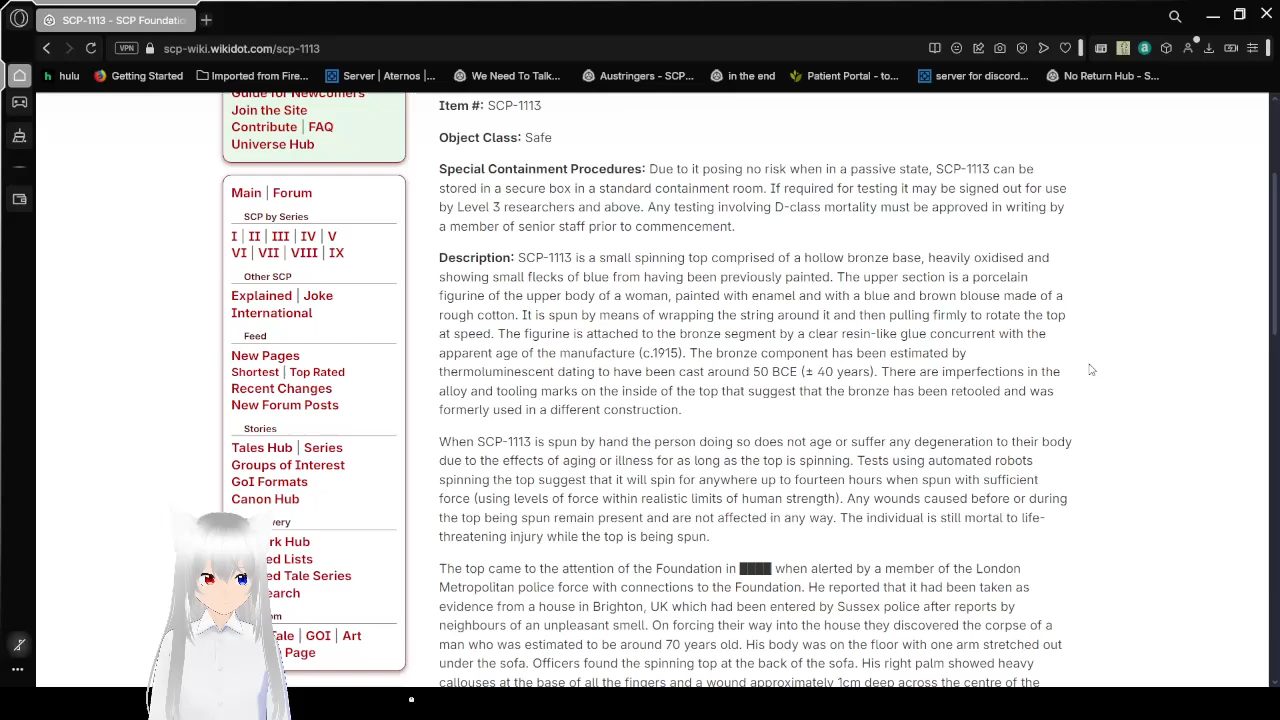 SCP-1113 - SCP Foundatio
scp-wiki.wikidot.com/scp-1113
VPN
hulu
Getting Started
Imported from Fire...
Server | Aternos |...
We Need To Talk...
Austringers - SCP...
in the end
Patient Portal - to...
server for discord...
No Return Hub - S...
Guide for Newcomers
Join the Site
Contribute | FAQ
Universe Hub
Main | Forum
SCP by Series
I | II | III | IV | V
VI | VII | VIII | IX
Other SCP
Explained | Joke
International
Feed
New Pages
Shortest | Top Rated
Recent Changes
New Forum Posts
Stories
Tales Hub | Series
Groups of Interest
GoI Formats
Canon Hub
very
rk Hub
ed Lists
ed Tale Series
earch
om
ale | GOI | Art
Page
Item #: SCP-1113
Object Class: Safe
Special Containment Procedures: Due to it posing no risk when in a passive state, SCP-1113 can be
stored in a secure box in a standard containment room. If required for testing it may be signed out for use
by Level 3 researchers and above. Any testing involving D-class mortality must be approved in writing by
a member of senior staff prior to commencement.
Description: SCP-1113 is a small spinning top comprised of a hollow bronze base, heavily oxidised and
showing small flecks of blue from having been previously painted. The upper section is a porcelain
figurine of the upper body of a woman, painted with enamel and with a blue and brown blouse made of a
rough cotton. It is spun by means of wrapping the string around it and then pulling firmly to rotate the top
at speed. The figurine is attached to the bronze segment by a clear resin-like glue concurrent with the
apparent age of the manufacture (c.1915). The bronze component has been estimated by
thermoluminescent dating to have been cast around 50 BCE (± 40 years). There are imperfections in the
alloy and tooling marks on the inside of the top that suggest that the bronze has been retooled and was
formerly used in a different construction.
When SCP-1113 is spun by hand the person doing so does not age or suffer any degeneration to their body
due to the effects of aging or illness for as long as the top is spinning. Tests using automated robots
spinning the top suggest that it will spin for anywhere up to fourteen hours when spun with sufficient
force (using levels of force within realistic limits of human strength). Any wounds caused before or during
the top being spun remain present and are not affected in any way. The individual is still mortal to life-
threatening injury while the top is being spun.
The top came to the attention of the Foundation in ████ when alerted by a member of the London
Metropolitan police force with connections to the Foundation. He reported that it had been taken as
evidence from a house in Brighton, UK which had been entered by Sussex police after reports by
neighbours of an unpleasant smell. On forcing their way into the house they discovered the corpse of a
man who was estimated to be around 70 years old. His body was on the floor with one arm stretched out
under the sofa. Officers found the spinning top at the back of the sofa. His right palm showed heavy
callouses at the base of all the fingers and a wound approximately 1cm deep across the centre of the